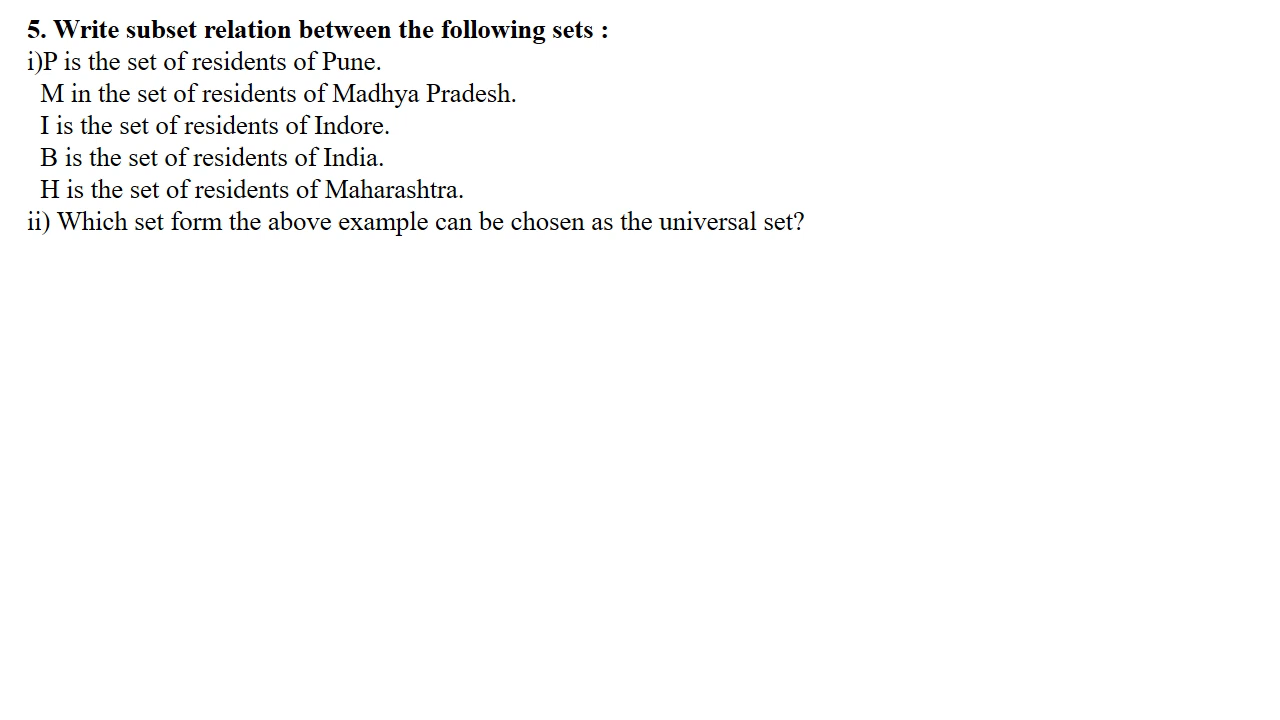 5. Write subset relation between the following sets :
i)P is the set of residents of Pune.
M in the set of residents of Madhya Pradesh.
I is the set of residents of Indore.
B is the set of residents of India.
H is the set of residents of Maharashtra.
ii) Which set form the above example can be chosen as the universal set?